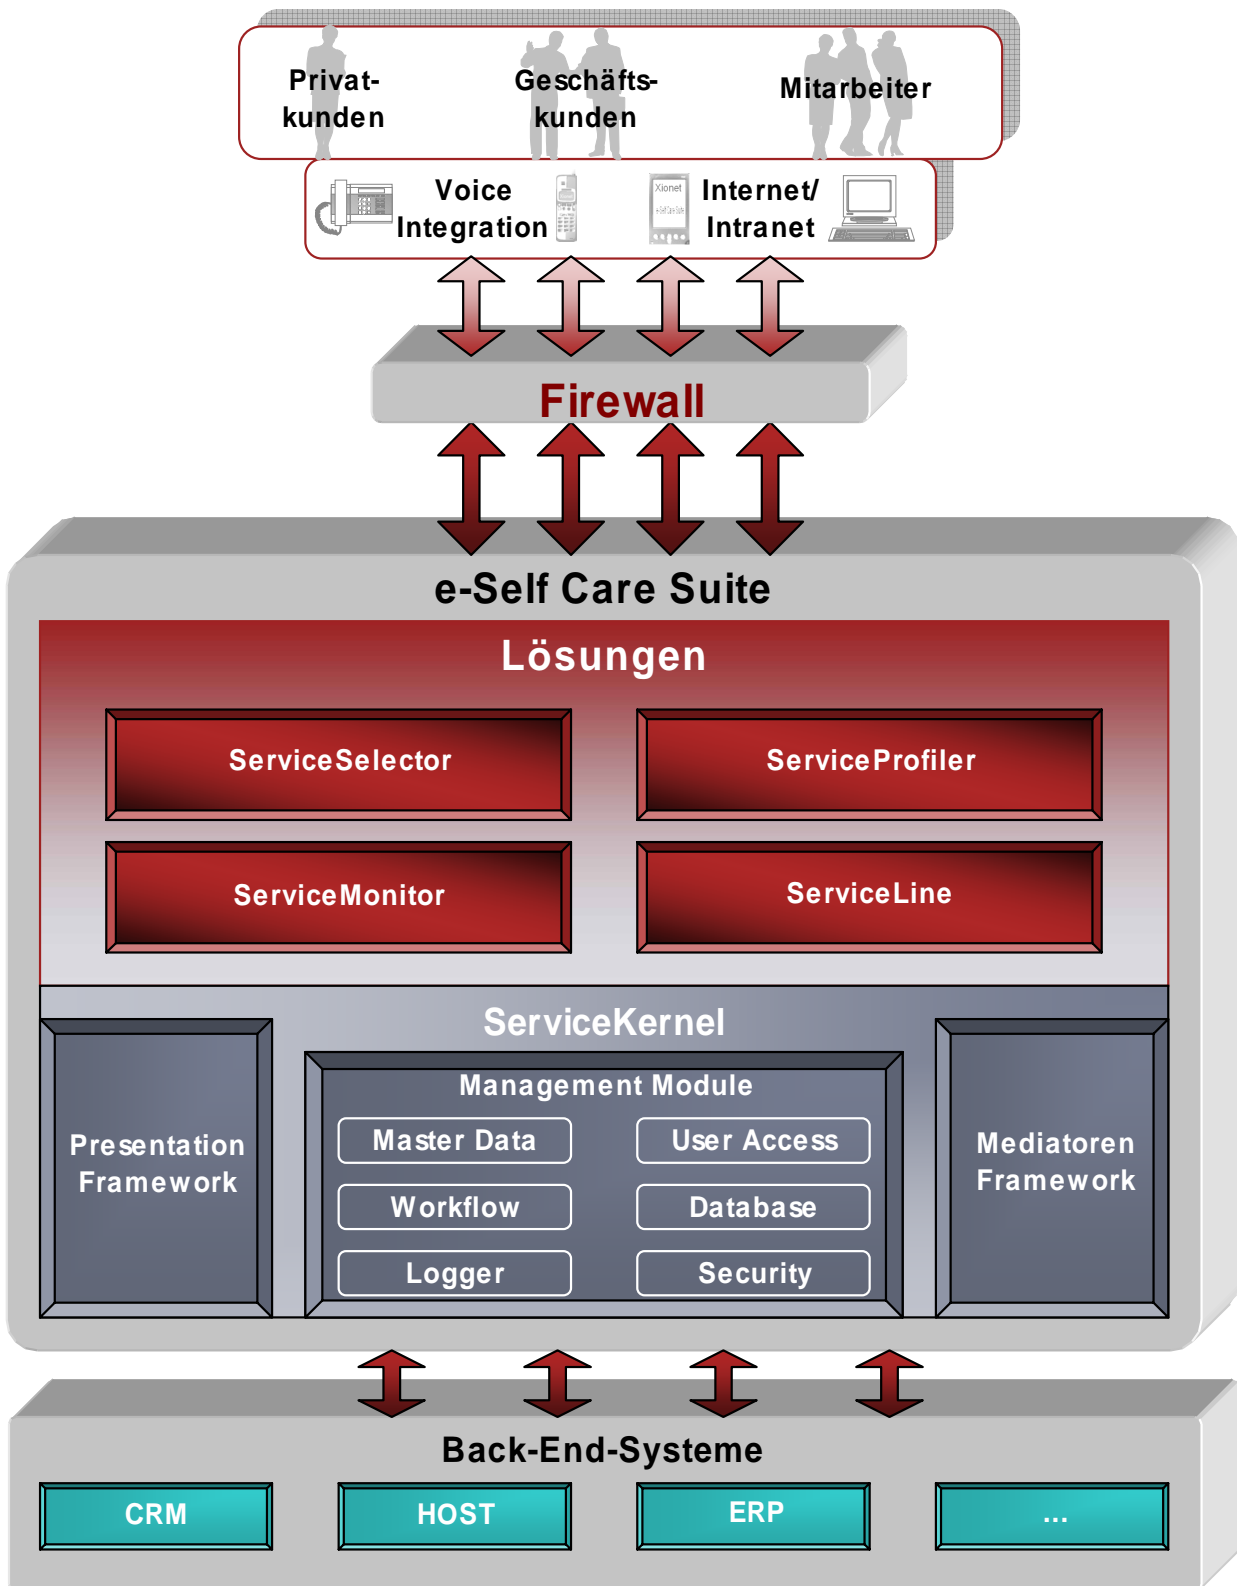 Privat-
kunden
Geschäfts-
kunden
Mitarbeiter
Voice
Integration
Xionet
Internet/
Intranet
Firewall
e-Self Care Suite
Lösungen
ServiceSelector
ServiceProfiler
ServiceMonitor
ServiceLine
ServiceKernel
Presentation
Framework
Management Module
Master Data
User Access
Workflow
Database
Logger
Security
Mediatoren
Framework
Back-End-Systeme
CRM
HOST
ERP
...